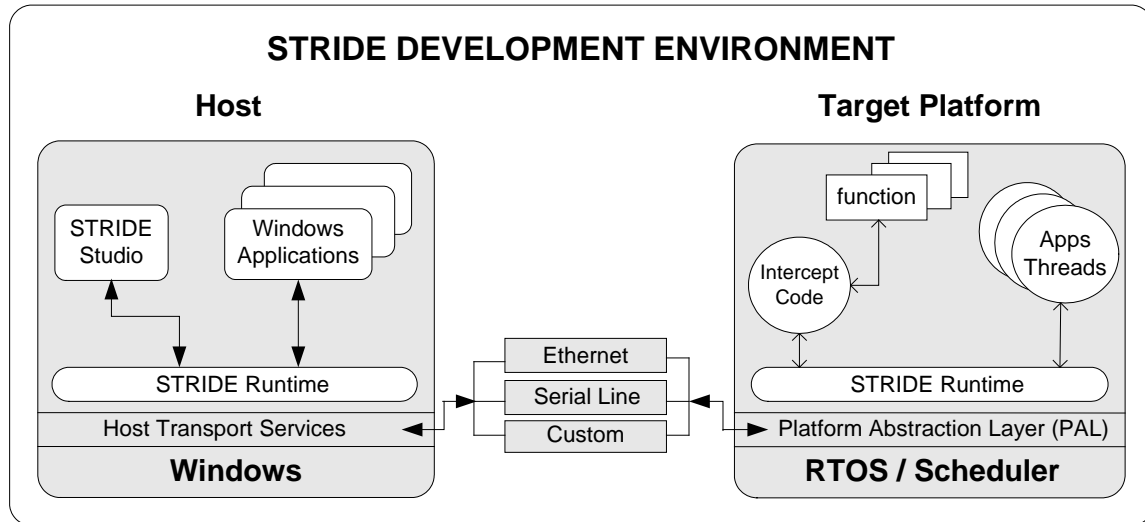 STRIDE DEVELOPMENT ENVIRONMENT
Host
STRIDE
Studio
Windows
Applications
STRIDE Runtime
Host Transport Services
Windows
Ethernet
Serial Line
Custom
Target Platform
function
Intercept
Code
Apps
Threads
STRIDE Runtime
Platform Abstraction Layer (PAL)
RTOS / Scheduler